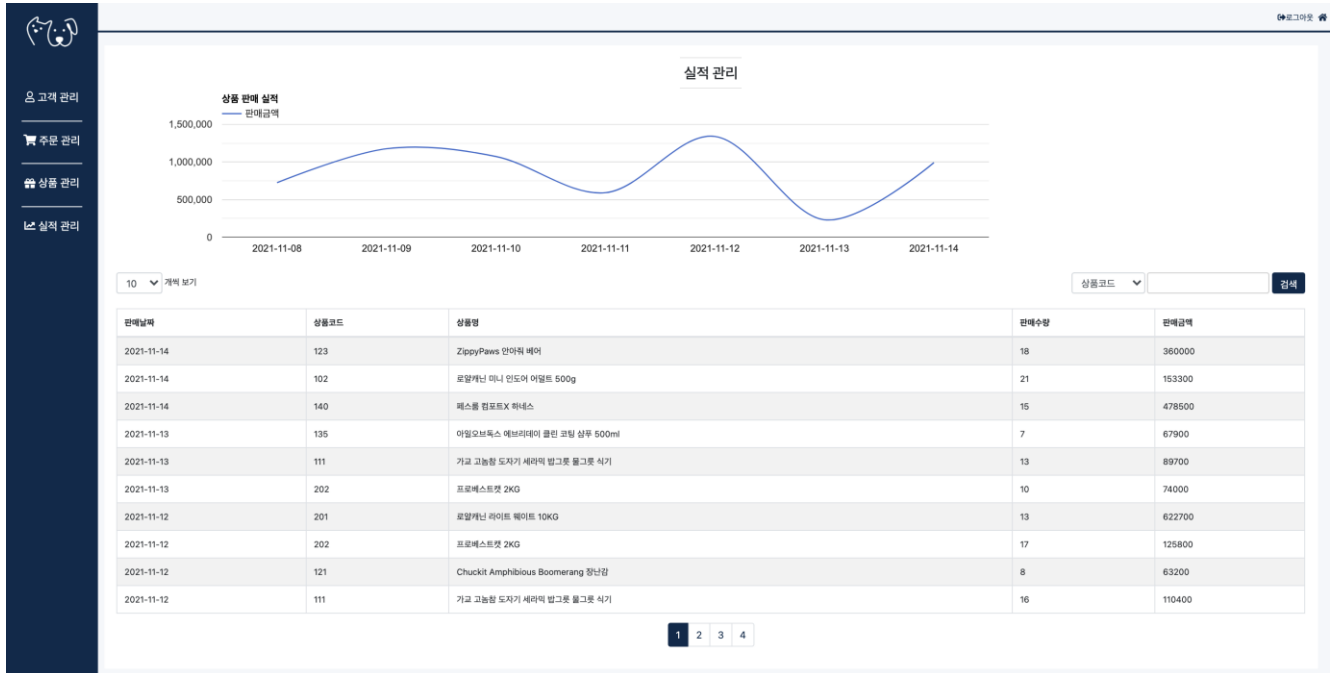 로그아웃
고객 관리
주문 관리
상품 관리
실적 관리
실적 관리
상품 판매 실적
판매금액
1,500,000
1,000,000
500,000
0
2021-11-08 2021-11-09 2021-11-10 2021-11-11 2021-11-12 2021-11-13 2021-11-14
10 개씩 보기 상품코드 검색
판매날짜 상품코드 상품명 판매수량 판매금액
2021-11-14 123 ZippyPaws 안아줘 베어 18 360000
2021-11-14 102 로얄캐닌 미니 인도어 어덜트 500g 21 153300
2021-11-14 140 페스룸 컴포트X 하네스 15 478500
2021-11-13 135 아일오브독스 에브리데이 클린 코팅 샴푸 500ml 7 67900
2021-11-13 111 가교 고놈참 도자기 세라믹 밥그릇 물그릇 식기 13 89700
2021-11-13 202 프로베스트캣 2KG 10 74000
2021-11-12 201 로얄캐닌 라이트 웨이트 10KG 13 622700
2021-11-12 202 프로베스트캣 2KG 17 125800
2021-11-12 121 Chuckit Amphibious Boomerang 장난감 8 63200
2021-11-12 111 가교 고놈참 도자기 세라믹 밥그릇 물그릇 식기 16 110400
1 2 3 4